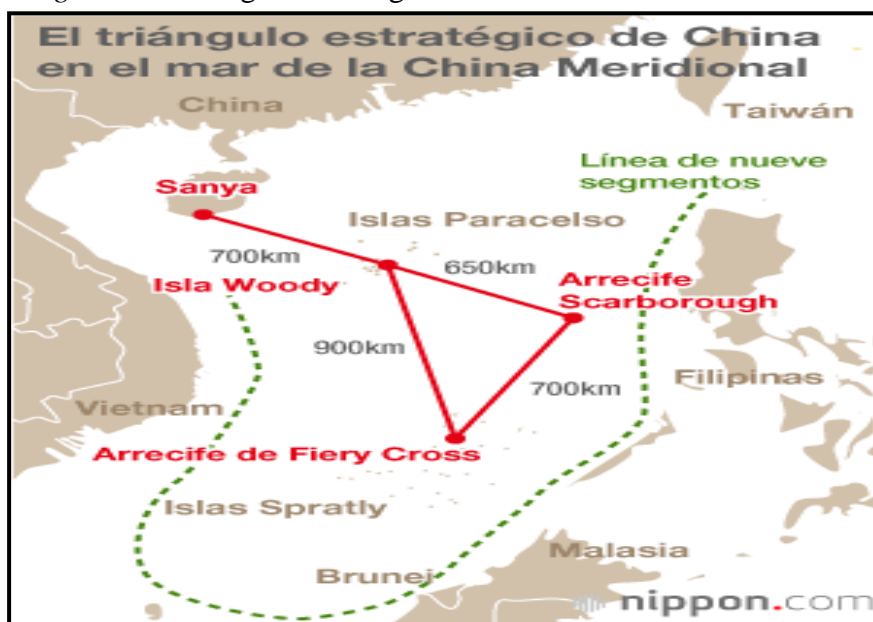 El triángulo estratégico de China
en el mar de la China Meridional
China
Taiwán
Línea de nueve
segmentos
Sanya
Islas Paracelso
700km
650km
Isla Woody
Arrecife
Scarborough
900km
700km
Filipinas
Vietnam
Arrecife de Fiery Cross
Islas Spratly
Malasia
Brunej
nippon.com